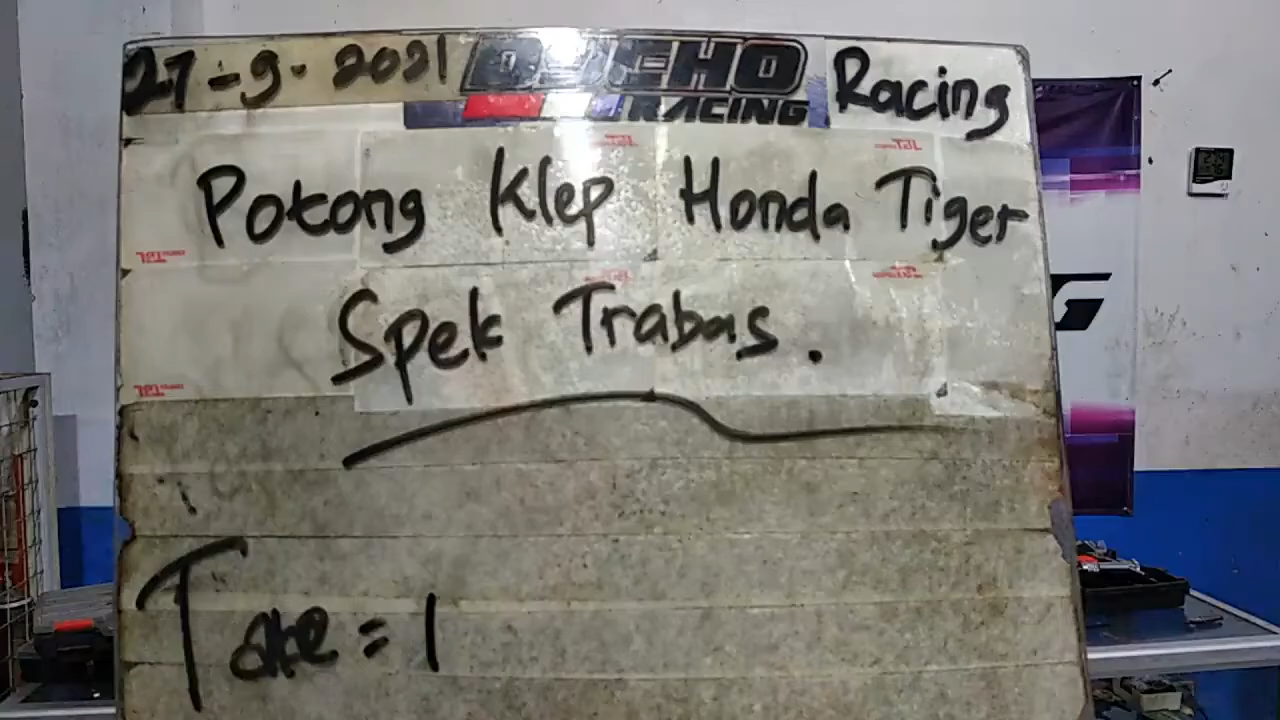 27-9-2021 RACING Racing
Potong Klep Honda Tiger
Spek Trabas.
Take = 1